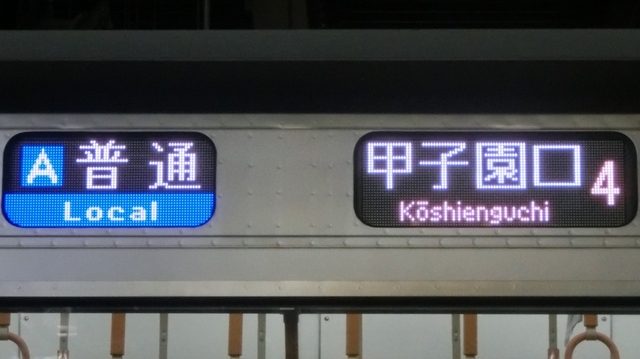 A 普通
Local
甲子園口 4
Kōshienguchi